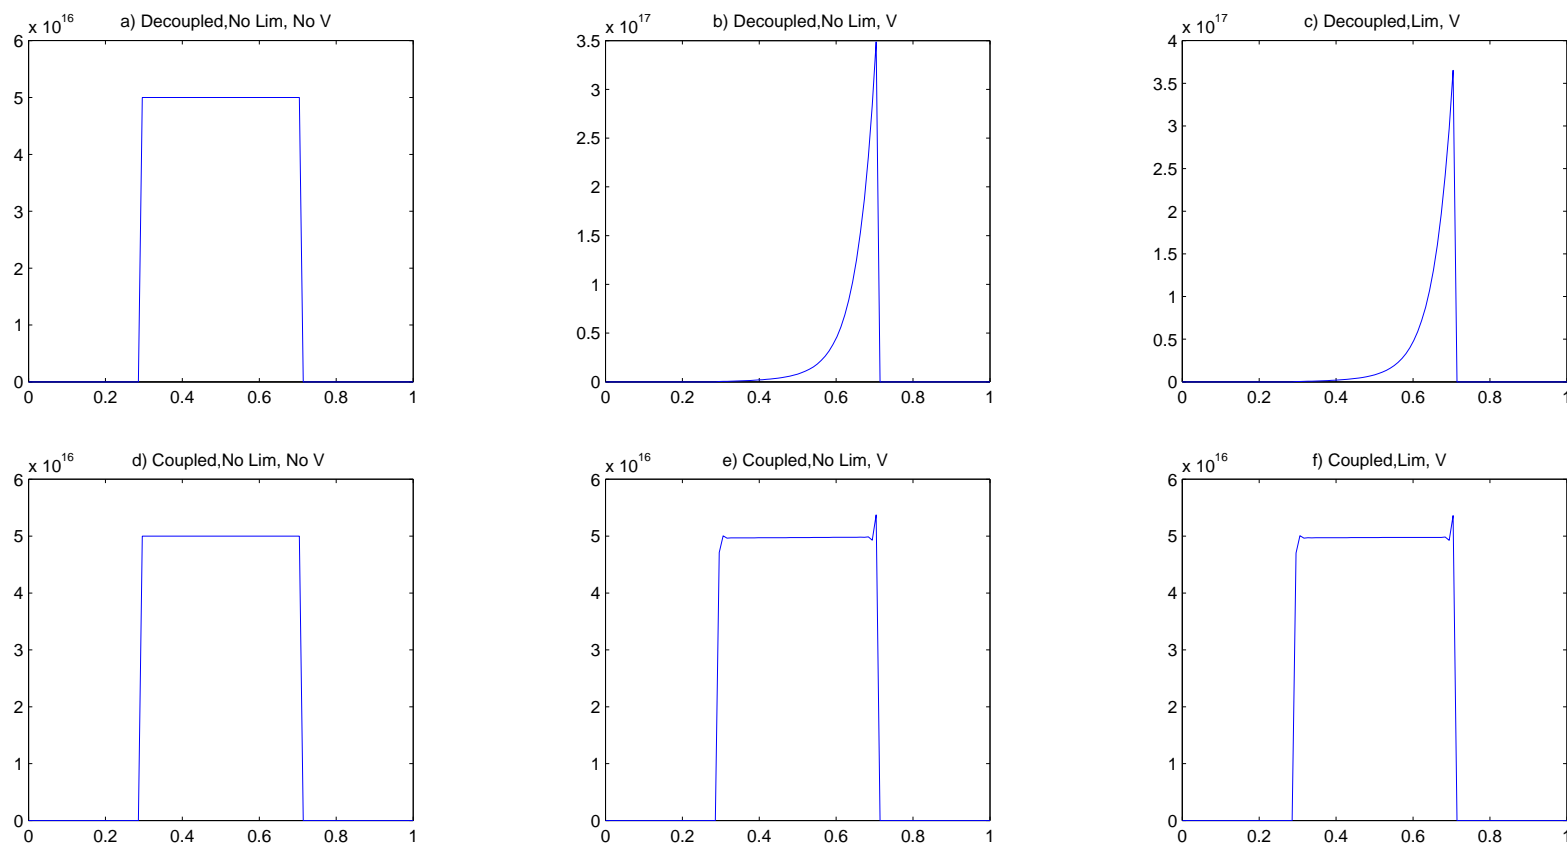 a) Decoupled,No Lim, No V
x 10^16
6
5
4
3
2
1
0
0 0.2 0.4 0.6 0.8 1
b) Decoupled,No Lim, V
x 10^17
3.5
3
2.5
2
1.5
1
0.5
0
0 0.2 0.4 0.6 0.8 1
c) Decoupled,Lim, V
x 10^17
4
3.5
3
2.5
2
1.5
1
0.5
0
0 0.2 0.4 0.6 0.8 1
d) Coupled,No Lim, No V
x 10^16
6
5
4
3
2
1
0
0 0.2 0.4 0.6 0.8 1
e) Coupled,No Lim, V
x 10^16
6
5
4
3
2
1
0
0 0.2 0.4 0.6 0.8 1
f) Coupled,Lim, V
x 10^16
6
5
4
3
2
1
0
0 0.2 0.4 0.6 0.8 1